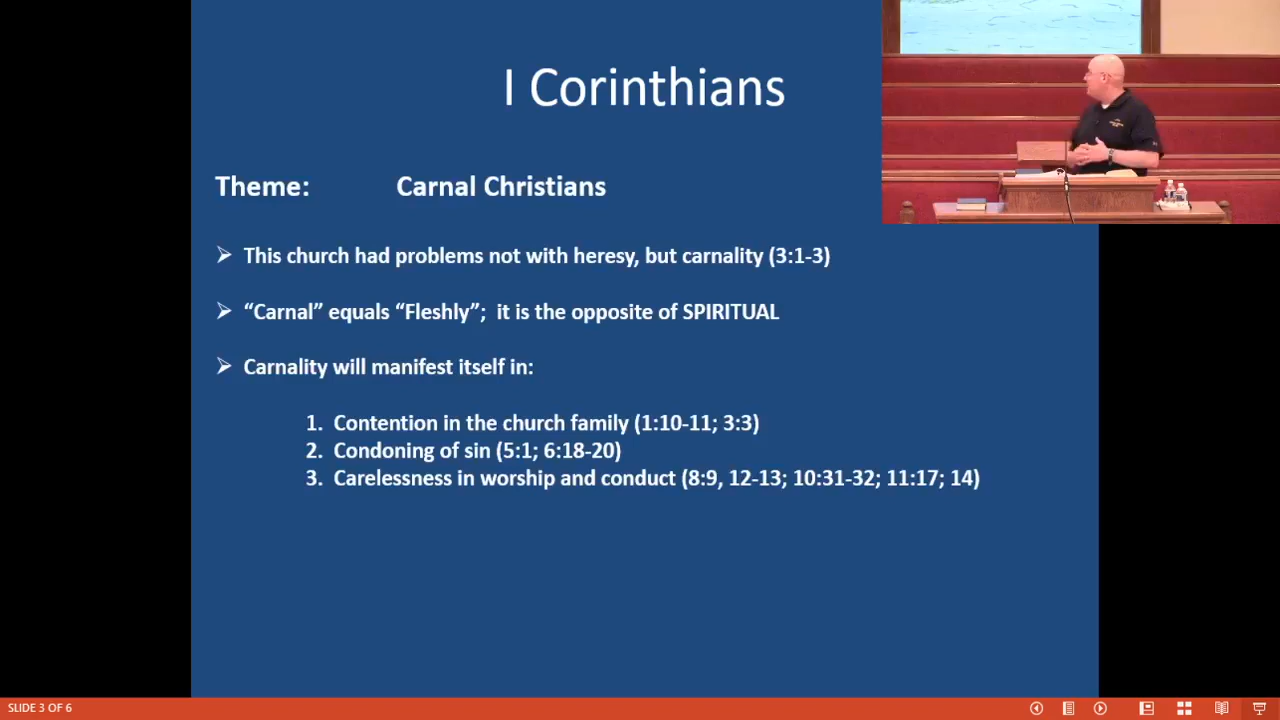 I Corinthians
Theme: Carnal Christians
➢ This church had problems not with heresy, but carnality (3:1-3)
➢ “Carnal” equals “Fleshly”; it is the opposite of SPIRITUAL
➢ Carnality will manifest itself in:
1. Contention in the church family (1:10-11; 3:3)
2. Condoning of sin (5:1; 6:18-20)
3. Carelessness in worship and conduct (8:9, 12-13; 10:31-32; 11:17; 14)
SLIDE 3 OF 6